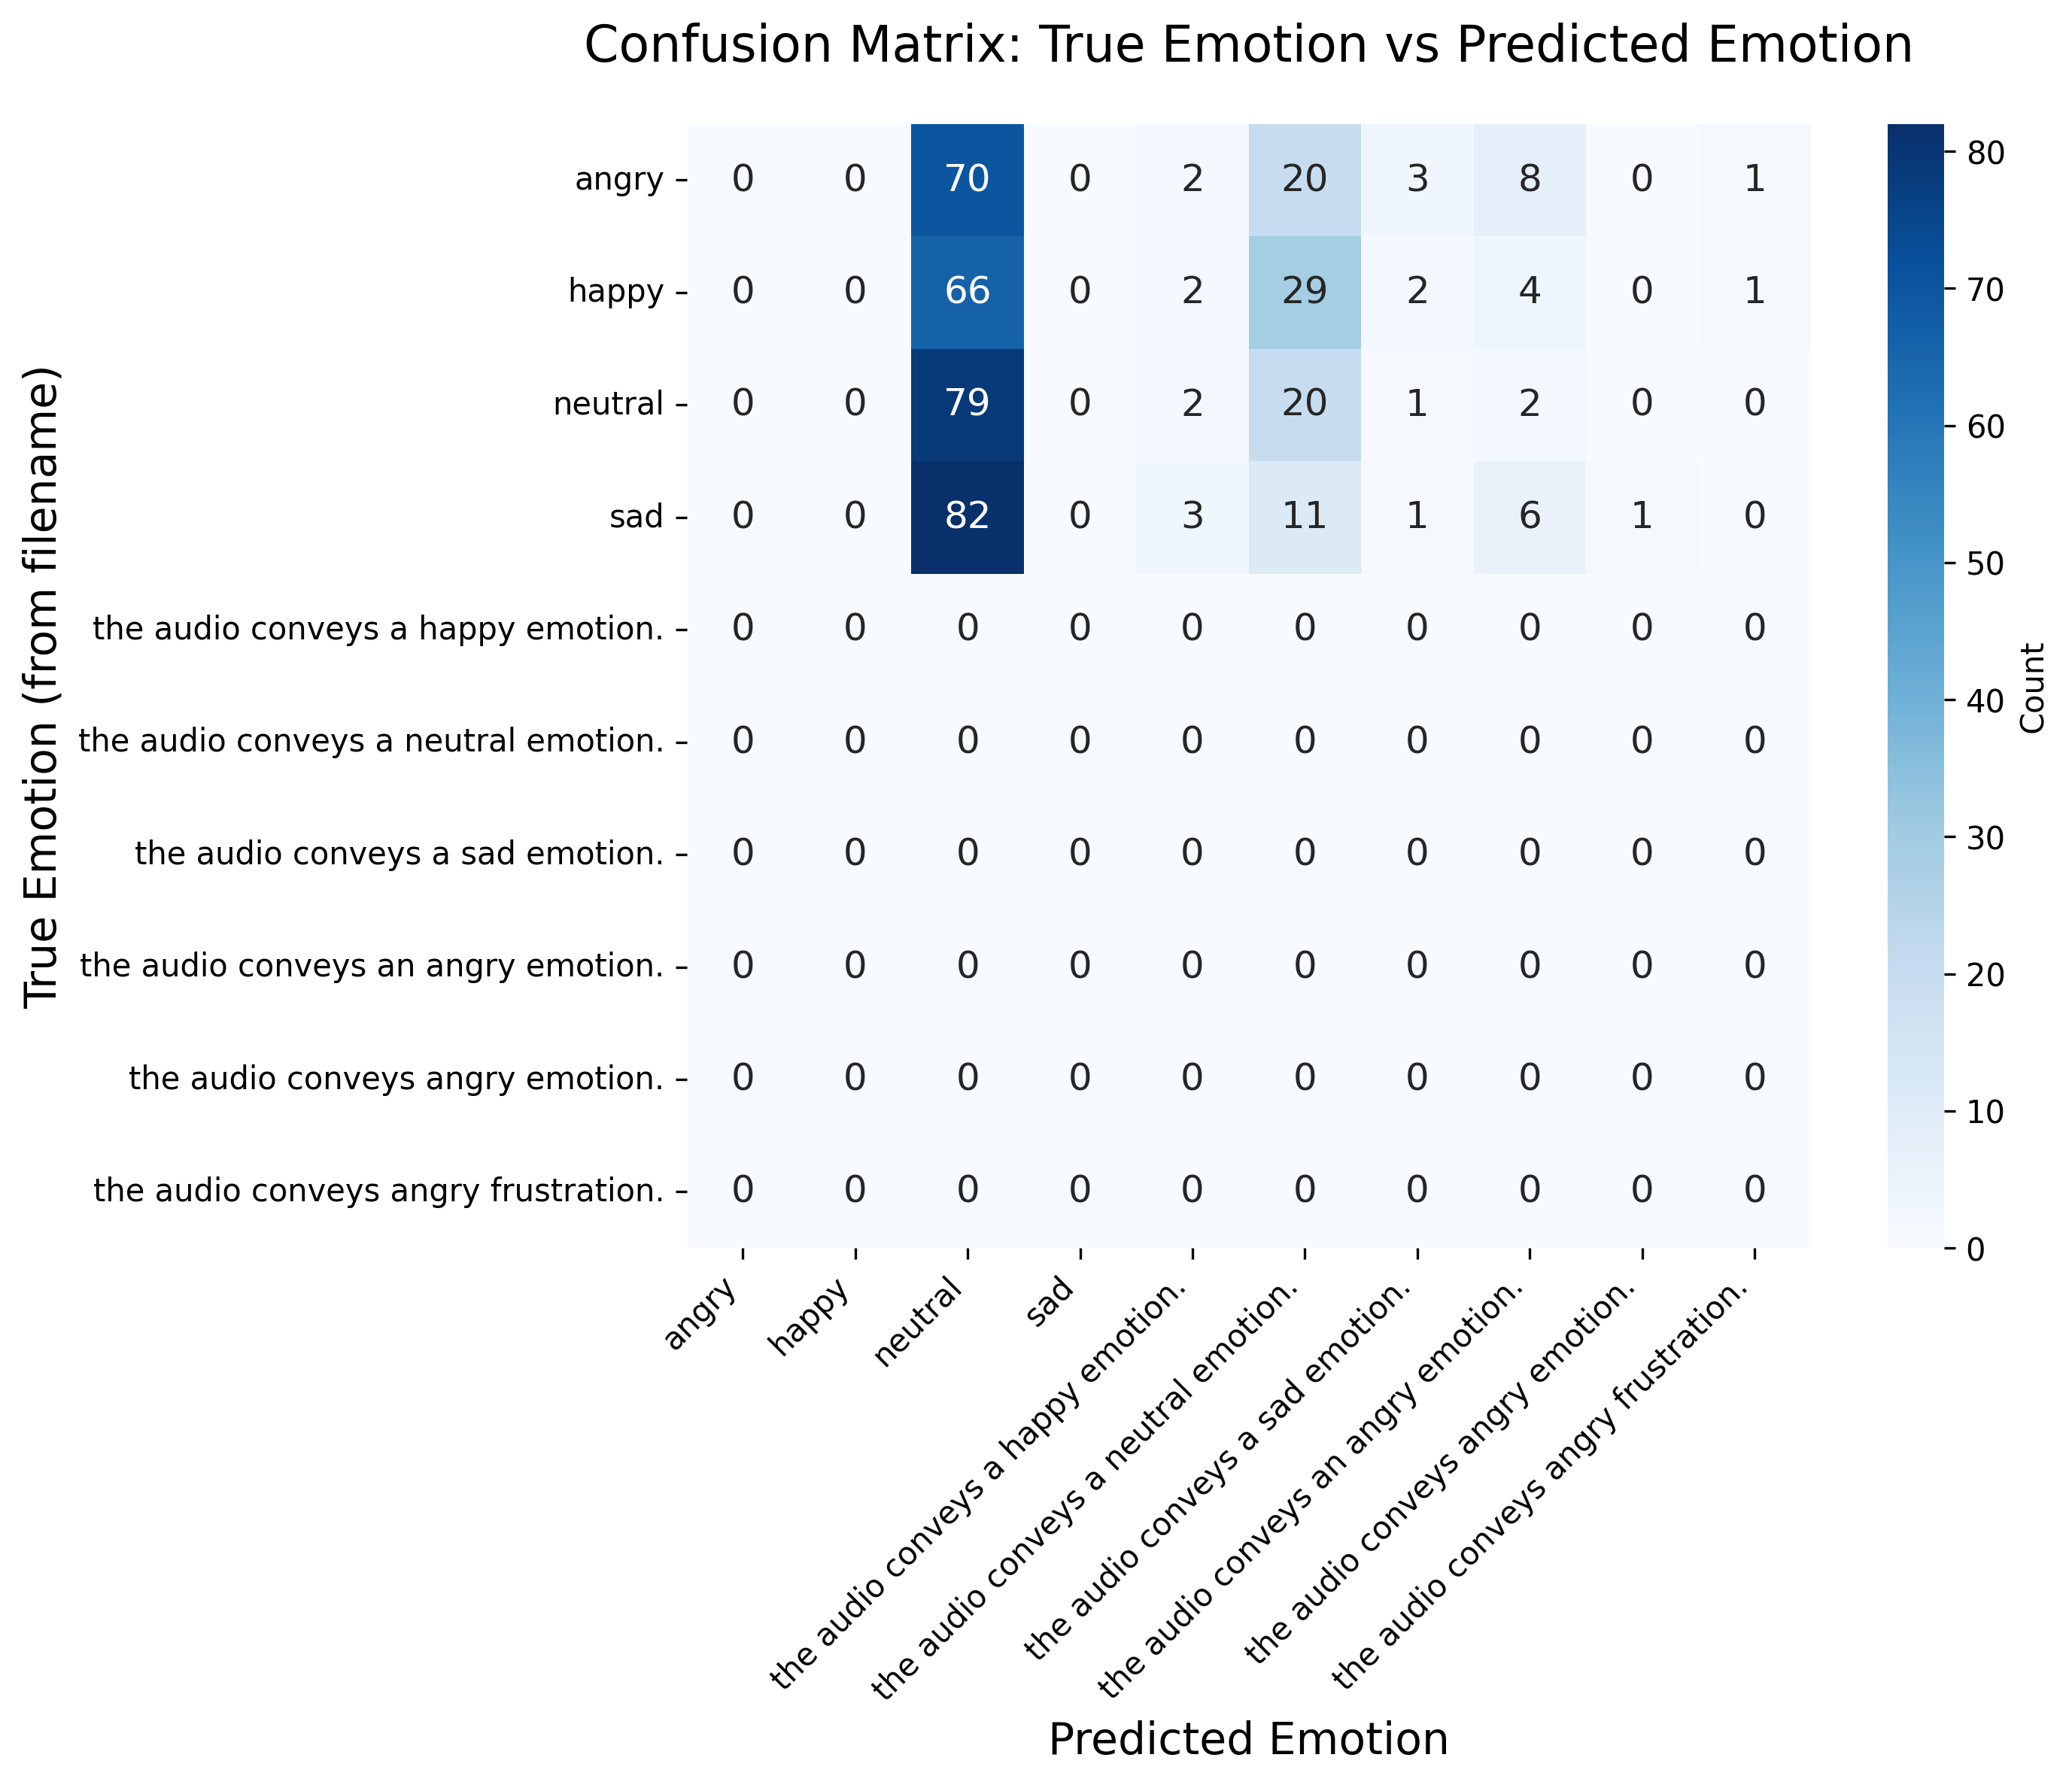 Confusion Matrix: True Emotion vs Predicted Emotion
True Emotion (from filename)
angry 0 0 70 0 2 20 3 8 0 1
happy 0 0 66 0 2 29 2 4 0 1
neutral 0 0 79 0 2 20 1 2 0 0
sad 0 0 82 0 3 11 1 6 1 0
the audio conveys a happy emotion. 0 0 0 0 0 0 0 0 0 0
the audio conveys a neutral emotion. 0 0 0 0 0 0 0 0 0 0
the audio conveys a sad emotion. 0 0 0 0 0 0 0 0 0 0
the audio conveys an angry emotion. 0 0 0 0 0 0 0 0 0 0
the audio conveys angry emotion. 0 0 0 0 0 0 0 0 0 0
the audio conveys angry frustration. 0 0 0 0 0 0 0 0 0 0
angry
happy
neutral
sad
the audio conveys a happy emotion.
the audio conveys a neutral emotion.
the audio conveys a sad emotion.
the audio conveys an angry emotion.
the audio conveys angry emotion.
the audio conveys angry frustration.
Predicted Emotion
80
70
60
50
40
30
20
10
0
Count